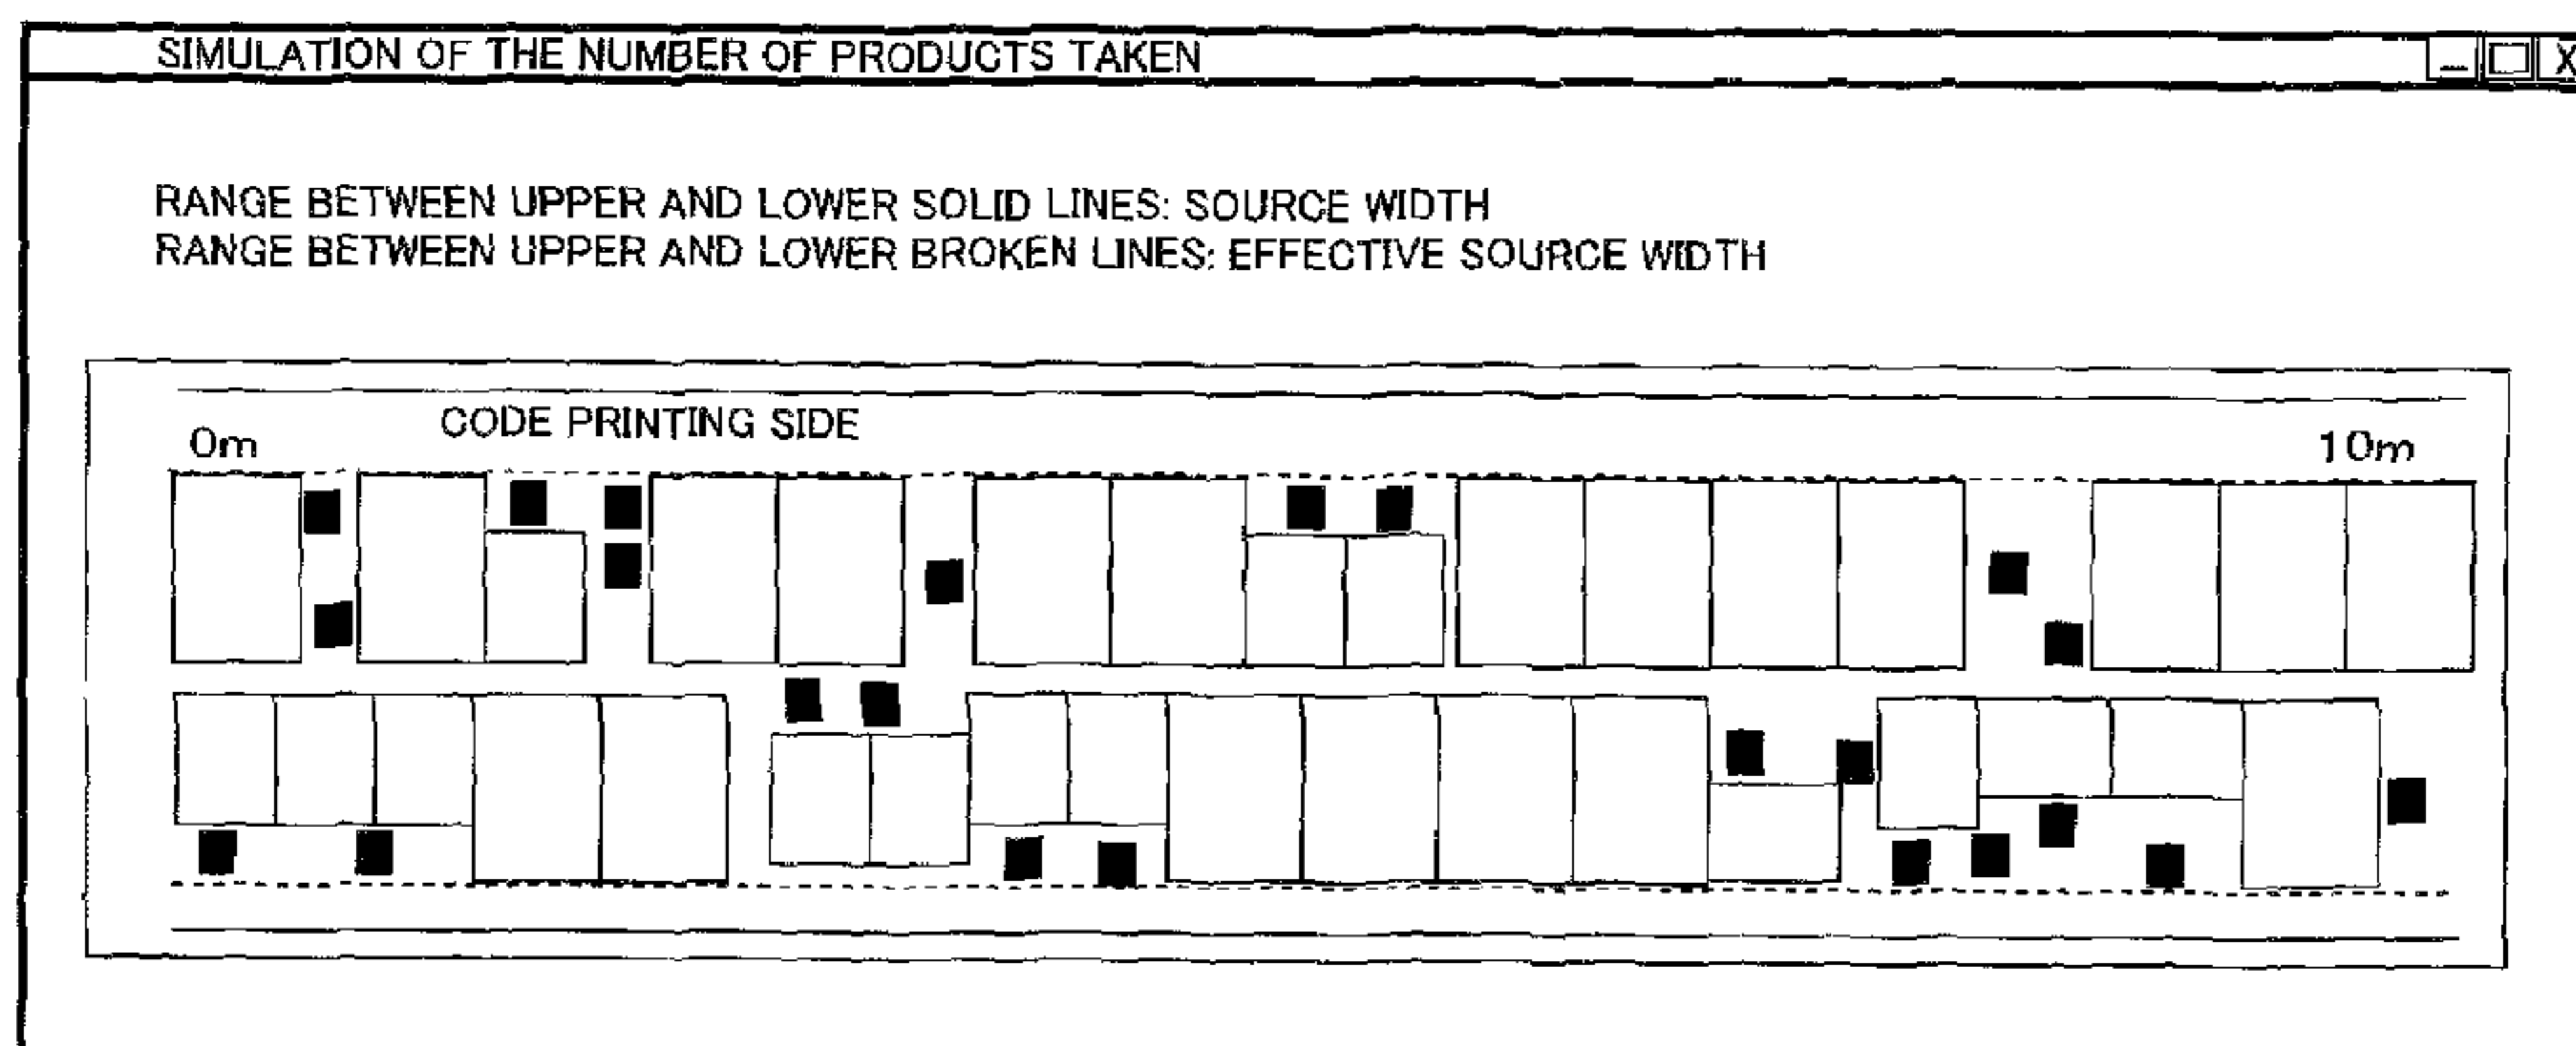 SIMULATION OF THE NUMBER OF PRODUCTS TAKEN
X
RANGE BETWEEN UPPER AND LOWER SOLID LINES: SOURCE WIDTH
RANGE BETWEEN UPPER AND LOWER BROKEN LINES: EFFECTIVE SOURCE WIDTH
CODE PRINTING SIDE
0m
10m